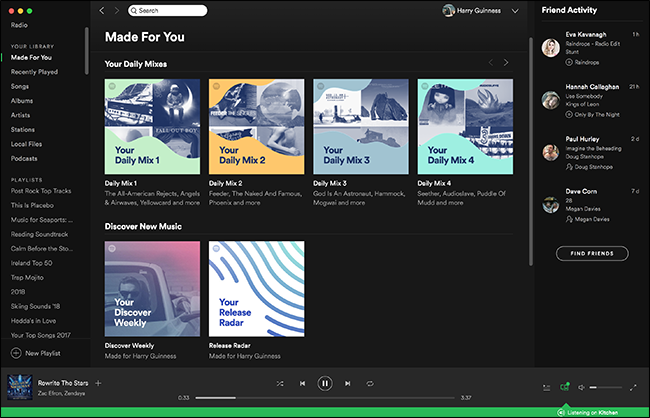 Radio
YOUR LIBRARY
Made For You
Recently Played
Songs
Albums
Artists
Stations
Local Files
Podcasts
PLAYLISTS
Post Rock Top Tracks
This Is Placebo
Music for Seaports: ...
Reading Soundtrack
Calm Before the Sto...
Ireland Top 50
Trap Mojito
2018
Skiing Sounds '18
Hedda's in Love
Your Top Songs 2017
New Playlist
Search
Harry Guinness
Made For You
Your Daily Mixes
Your
Daily Mix 1
FALL OUT BOY
Daily Mix 1
The All-American Rejects, Angels
& Airwaves, Yellowcard and more
Your
Daily Mix 2
Daily Mix 2
Feeder, The Naked And Famous,
Phoenix and more
Your
Daily Mix 3
Daily Mix 3
God Is An Astronaut, Hammock,
Mogwai and more
Your
Daily Mix 4
Daily Mix 4
Seether, Audioslave, Puddle Of
Mudd and more
Discover New Music
Your
Discover
Weekly
Discover Weekly
Made for Harry Guinness
Your
Release
Radar
Release Radar
Made for Harry Guinness
Friend Activity
Eva Kavanagh 1h
Raindrops - Radio Edit
Stunt
Raindrops
Hannah Callaghan 21h
Use Somebody
Kings of Leon
Only By The Night
Paul Hurley 2 d
Imagine the Beheading
Doug Stanhope
Doug Stanhope
Dave Corn 7 d
28
Megan Davies
Megan Davies
FIND FRIENDS
Rewrite The Stars
Zac Efron, Zendaya
0:33
3:37
Listening on Kitchen